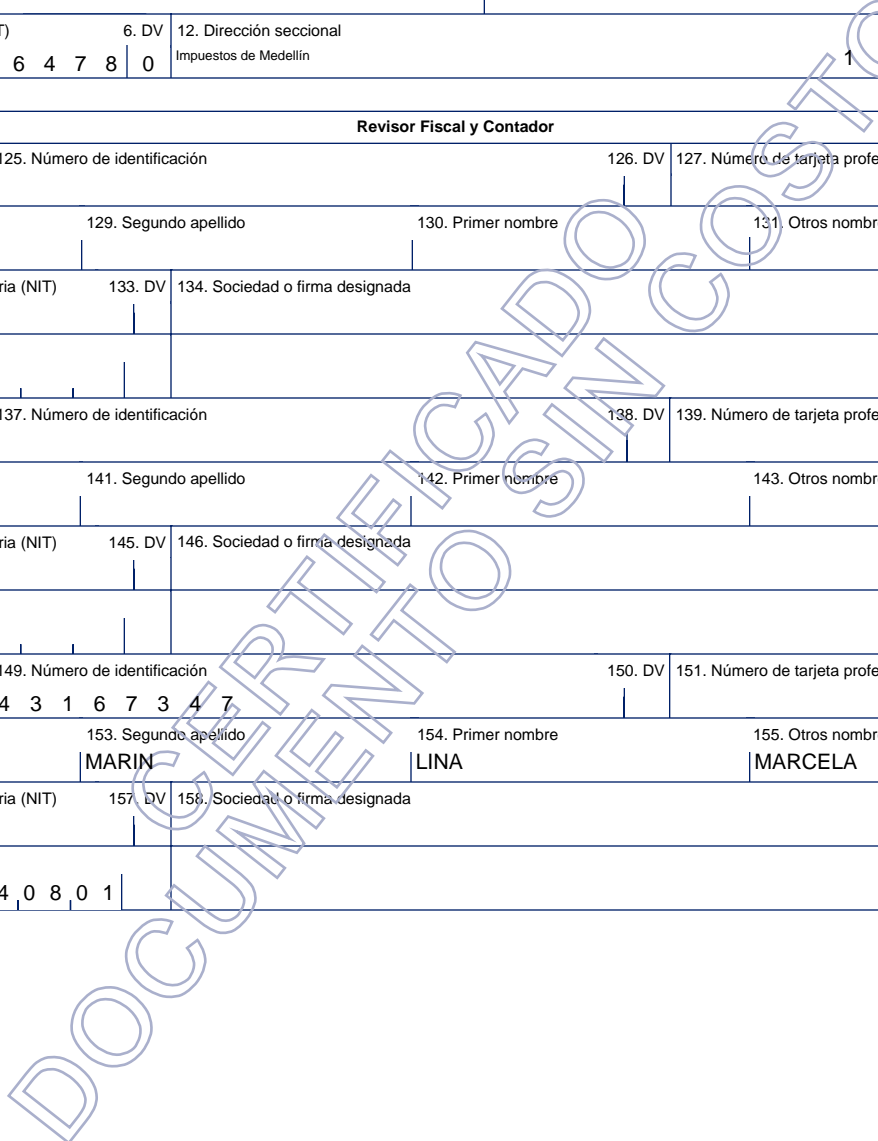 T) 6. DV 12. Dirección seccional
6 4 7 8 0 Impuestos de Medellín 1
Revisor Fiscal y Contador
125. Número de identificación 126. DV 127. Número de tarjeta profe
129. Segundo apellido 130. Primer nombre 131. Otros nombr
ria (NIT) 133. DV 134. Sociedad o firma designada
137. Número de identificación 138. DV 139. Número de tarjeta profe
141. Segundo apellido 142. Primer nombre 143. Otros nombr
ria (NIT) 145. DV 146. Sociedad o firma designada
149. Número de identificación 150. DV 151. Número de tarjeta profe
4 3 1 6 7 3 4 7
153. Segundo apellido 154. Primer nombre 155. Otros nombr
MARIN LINA MARCELA
ria (NIT) 157. DV 158. Sociedad o firma designada
4 0 8 0 1
CERTIFICADO
DOCUMENTO SIN COSTO